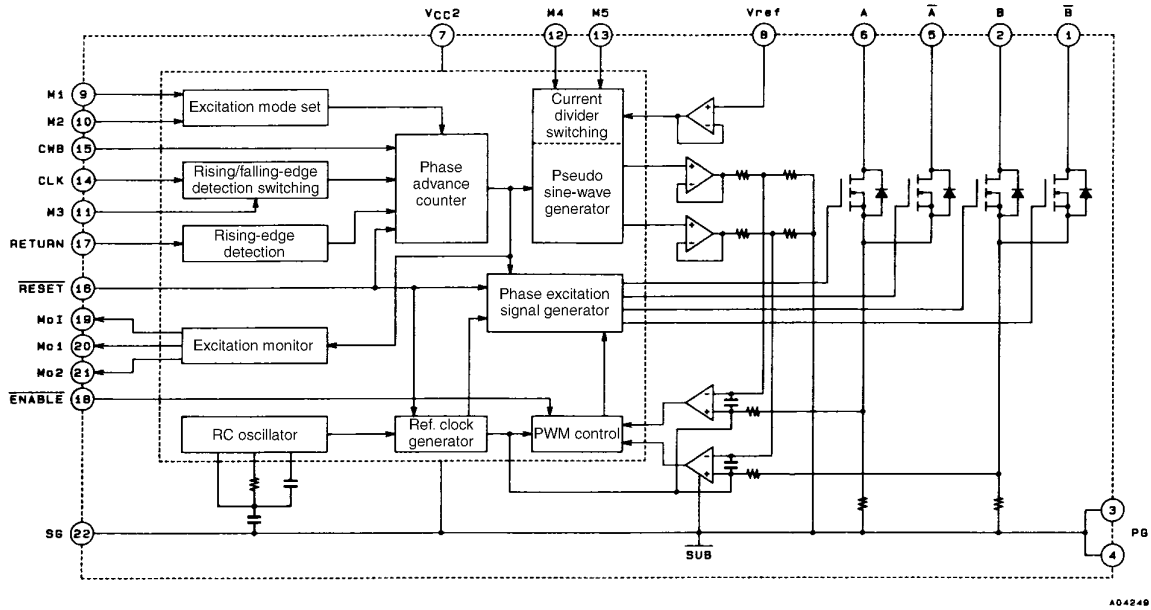 VCC2
M4
M5
Vref
A
A̅
B
B̅
7
12
13
8
6
5
2
1
M1 9
M2 10
CWB 15
CLK 14
M3 11
RETURN 17
R̅E̅S̅E̅T̅ 16
MoI 19
Mo1 20
Mo2 21
E̅N̅A̅B̅L̅E̅ 18
SG 22
Excitation mode set
Rising/falling-edge
detection switching
Rising-edge
detection
Phase
advance
counter
Current
divider
switching
Pseudo
sine-wave
generator
Phase excitation
signal generator
Excitation monitor
RC oscillator
Ref. clock
generator
PWM control
+
-
+
-
+
-
-
+
-
+
S̅U̅B̅
3
PG
4
A04249